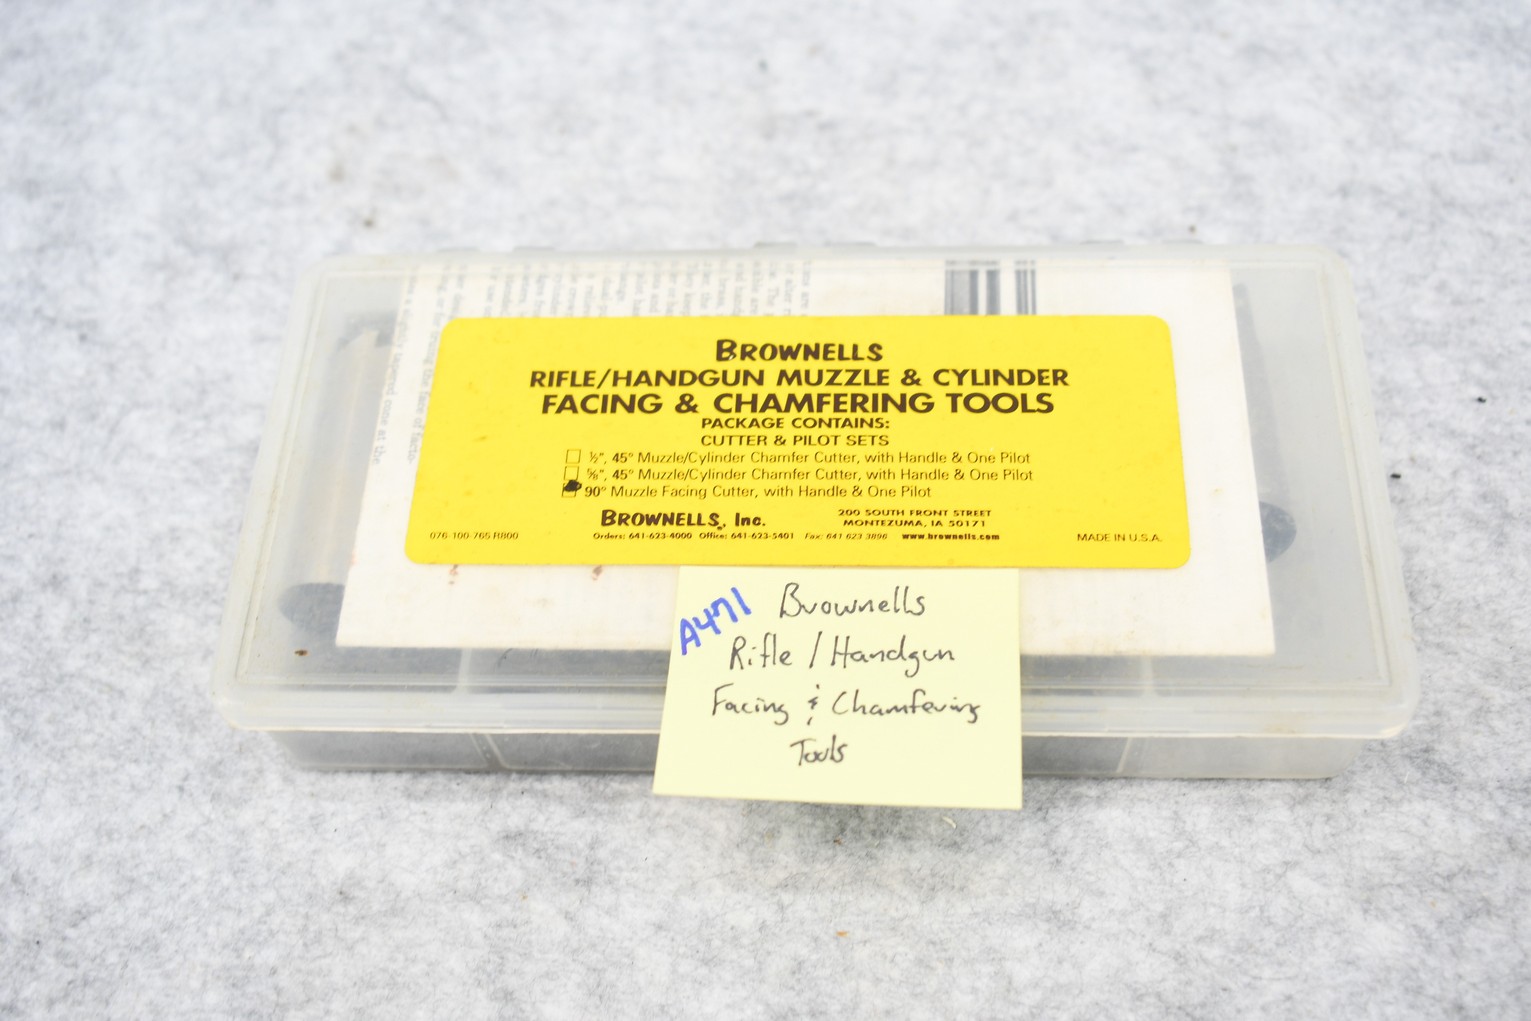 BROWNELLS
RIFLE/HANDGUN MUZZLE & CYLINDER
FACING & CHAMFERING TOOLS
PACKAGE CONTAINS:
CUTTER & PILOT SETS
½", 45° Muzzle/Cylinder Chamfer Cutter, with Handle & One Pilot
⅝", 45° Muzzle/Cylinder Chamfer Cutter, with Handle & One Pilot
90° Muzzle Facing Cutter, with Handle & One Pilot
BROWNELLS, Inc.
200 SOUTH FRONT STREET
MONTEZUMA, IA 50171
076-100-765 R800
Orders: 641-623-4000 Office: 641-623-5401 Fax: 641 623 3896 www.brownells.com
MADE IN U.S.A.
A471
Brownells
Rifle / Handgun
Facing & Chamfering
Tools